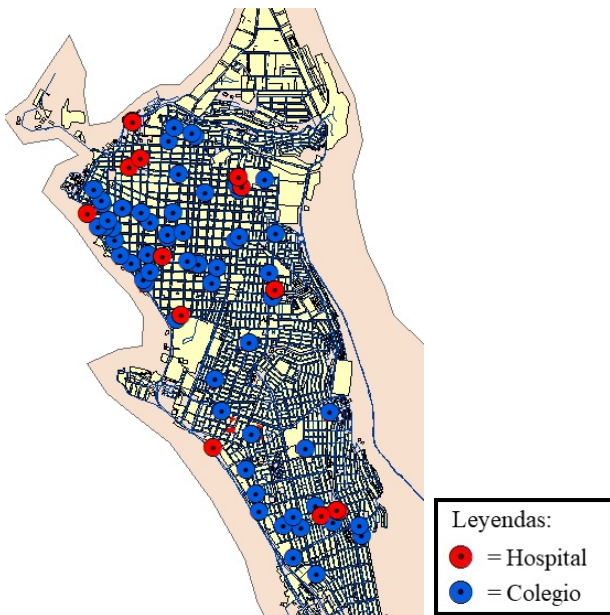 Leyendas:
= Hospital
= Colegio